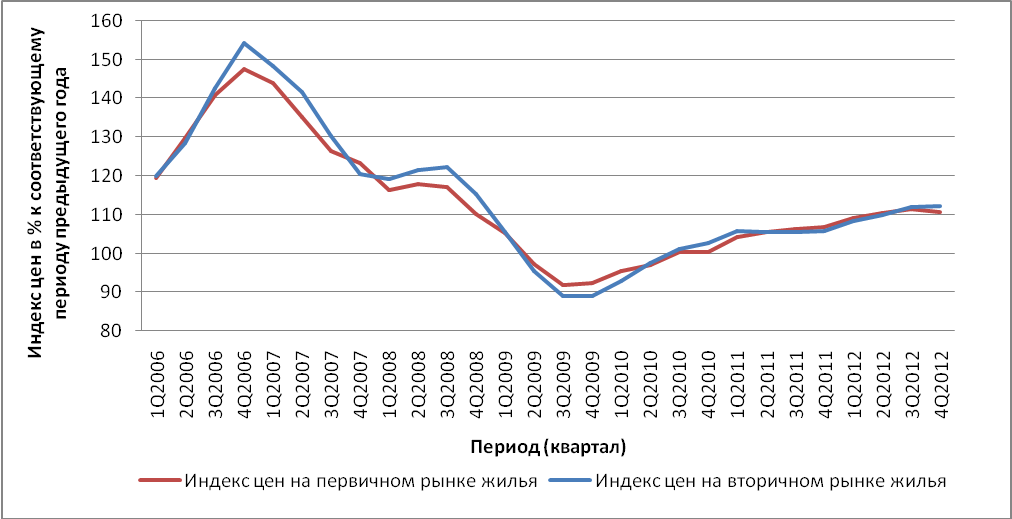 Индекс цен в % к соответствующему
периоду предыдущего года
160
150
140
130
120
110
100
90
80
1Q2006
2Q2006
3Q2006
4Q2006
1Q2007
2Q2007
3Q2007
4Q2007
1Q2008
2Q2008
3Q2008
4Q2008
1Q2009
2Q2009
3Q2009
4Q2009
1Q2010
2Q2010
3Q2010
4Q2010
1Q2011
2Q2011
3Q2011
4Q2011
1Q2012
2Q2012
3Q2012
4Q2012
Период (квартал)
Индекс цен на первичном рынке жилья
Индекс цен на вторичном рынке жилья